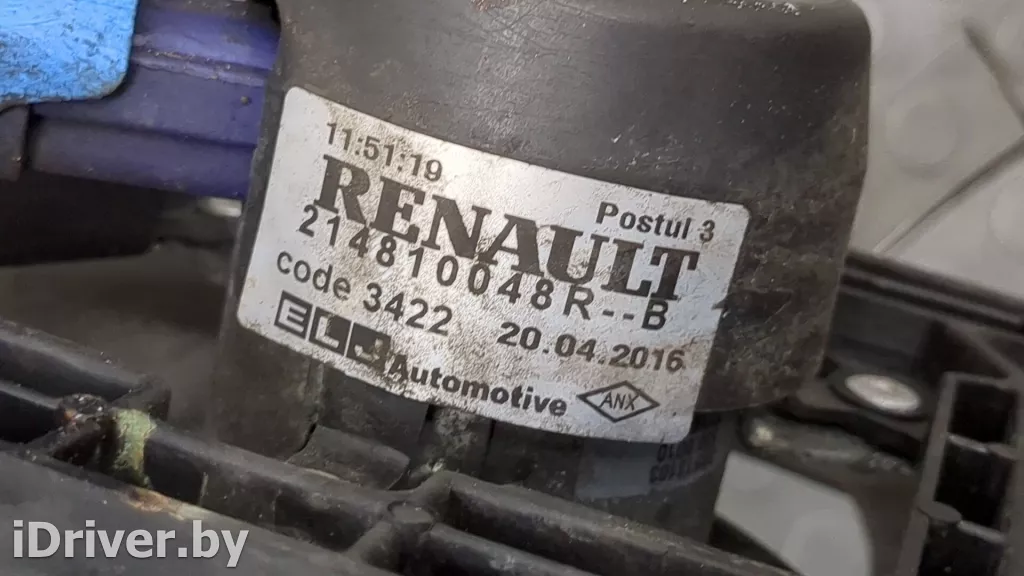 11:51:19
Postul 3
RENAULT
214810048R--B
code 3422
20.04.2016
ELJ Automotive
ANX
iDriver.by